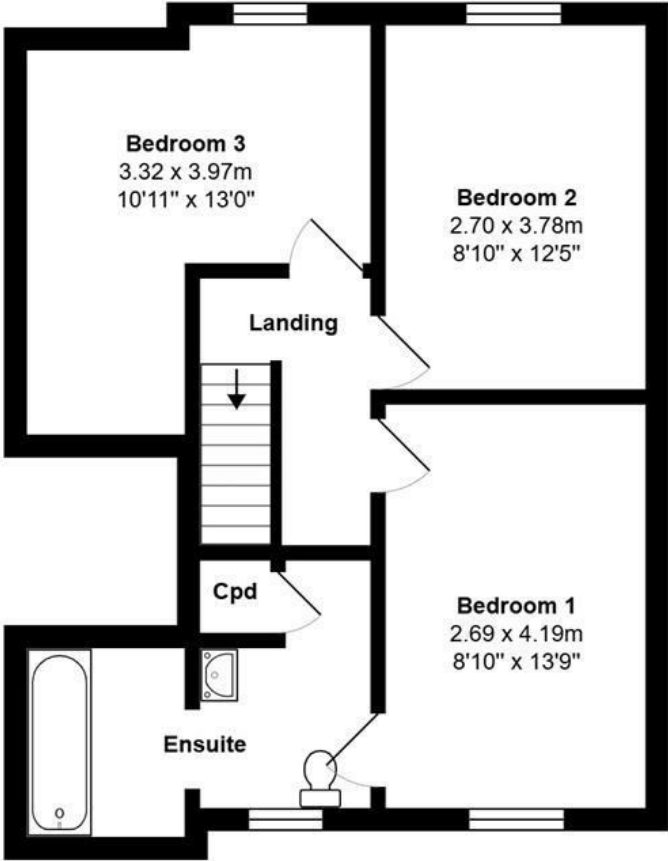 Bedroom 3
3.32 x 3.97m
10'11" x 13'0"
Bedroom 2
2.70 x 3.78m
8'10" x 12'5"
Landing
Cpd
Bedroom 1
2.69 x 4.19m
8'10" x 13'9"
Ensuite